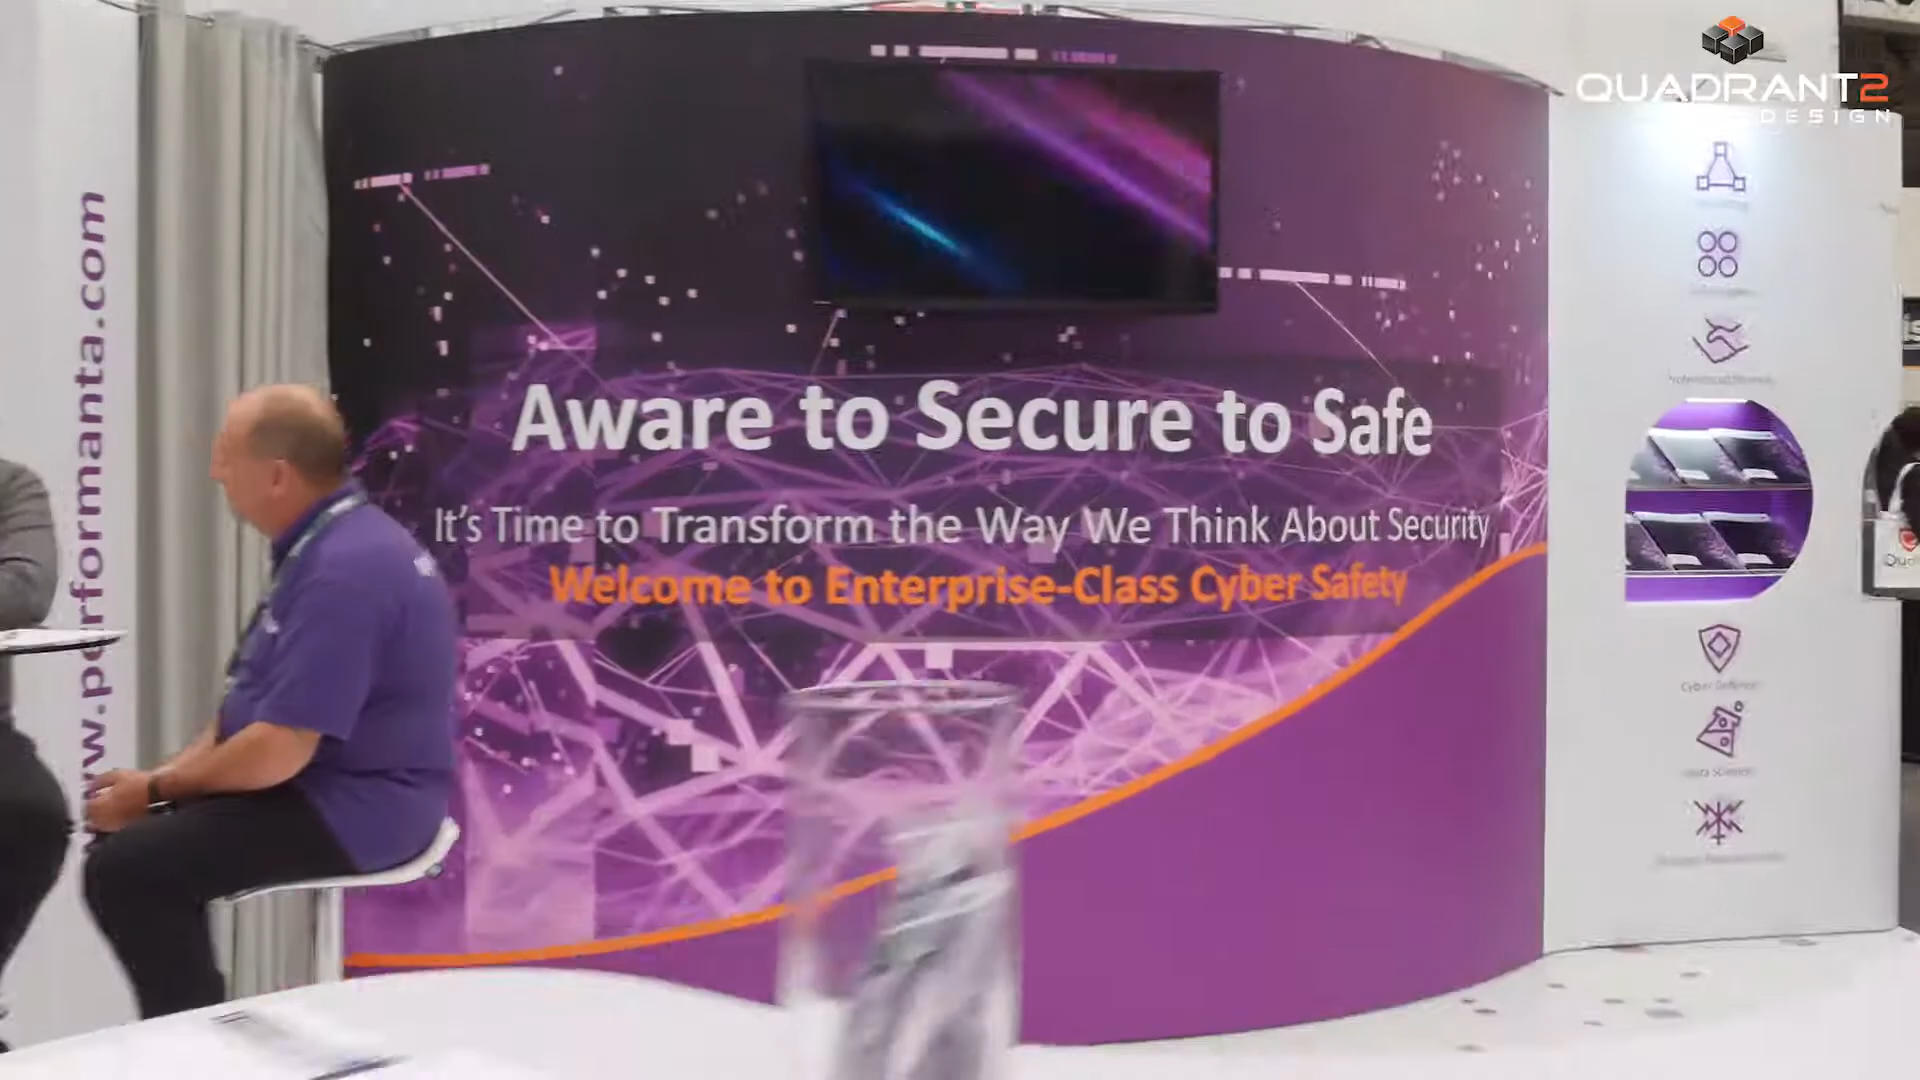 QUADRANT2
DESIGN
www.performanta.com
Aware to Secure to Safe
It's Time to Transform the Way We Think About Security
Welcome to Enterprise-Class Cyber Safety
Cyber Defense